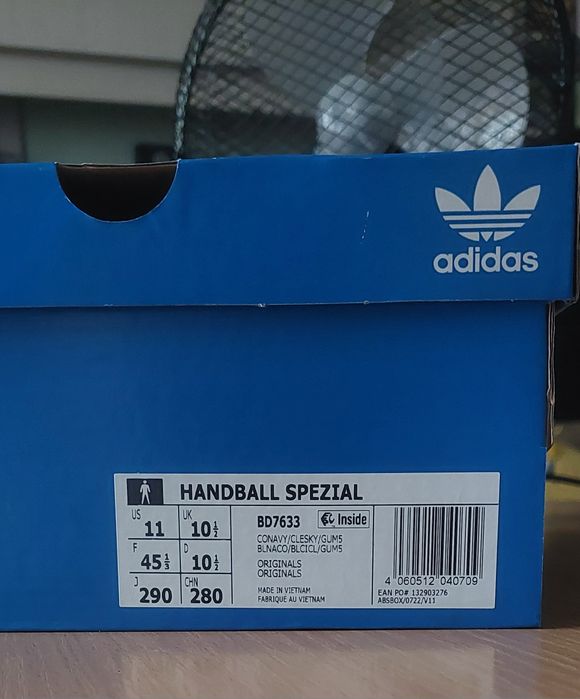 adidas
HANDBALL SPEZIAL
US 11 UK 10½
F 45⅓ D 10½
J 290 CHN 280
BD7633 Inside
CONAVY/CLESKY/GUM5
BLNACO/BLCICL/GUM5
ORIGINALS
ORIGINALS
MADE IN VIETNAM
FABRIQUE AU VIETNAM
4 060512 040709
EAN PO# 132903276
ABSBOX/0722/V11